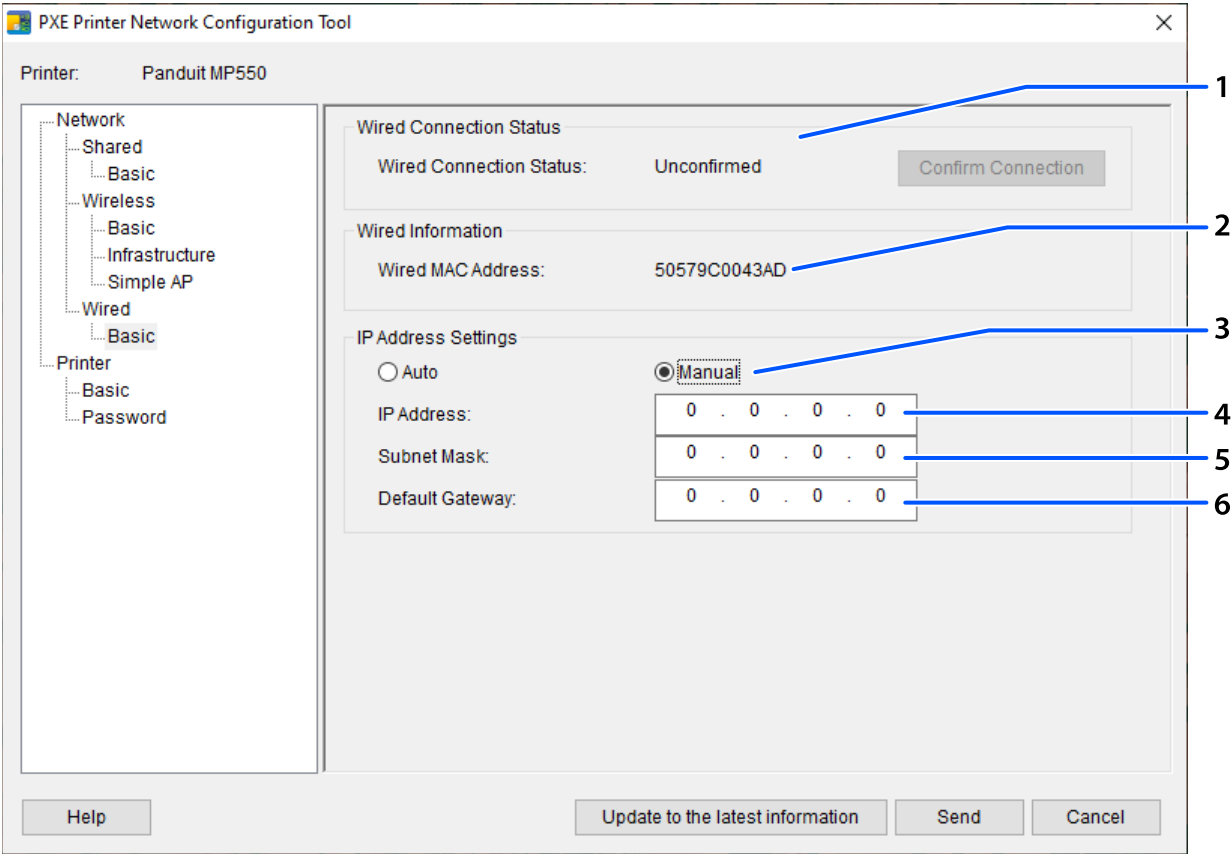 PXE Printer Network Configuration Tool
Printer: Panduit MP550
1
Network
Shared
Basic
Wireless
Basic
Infrastructure
Simple AP
Wired
Basic
Printer
Basic
Password
Wired Connection Status
Wired Connection Status: Unconfirmed Confirm Connection
2
Wired Information
Wired MAC Address: 50579C0043AD
3
IP Address Settings
Auto Manual
IP Address: 0 . 0 . 0 . 0 4
Subnet Mask: 0 . 0 . 0 . 0 5
Default Gateway: 0 . 0 . 0 . 0 6
Help Update to the latest information Send Cancel